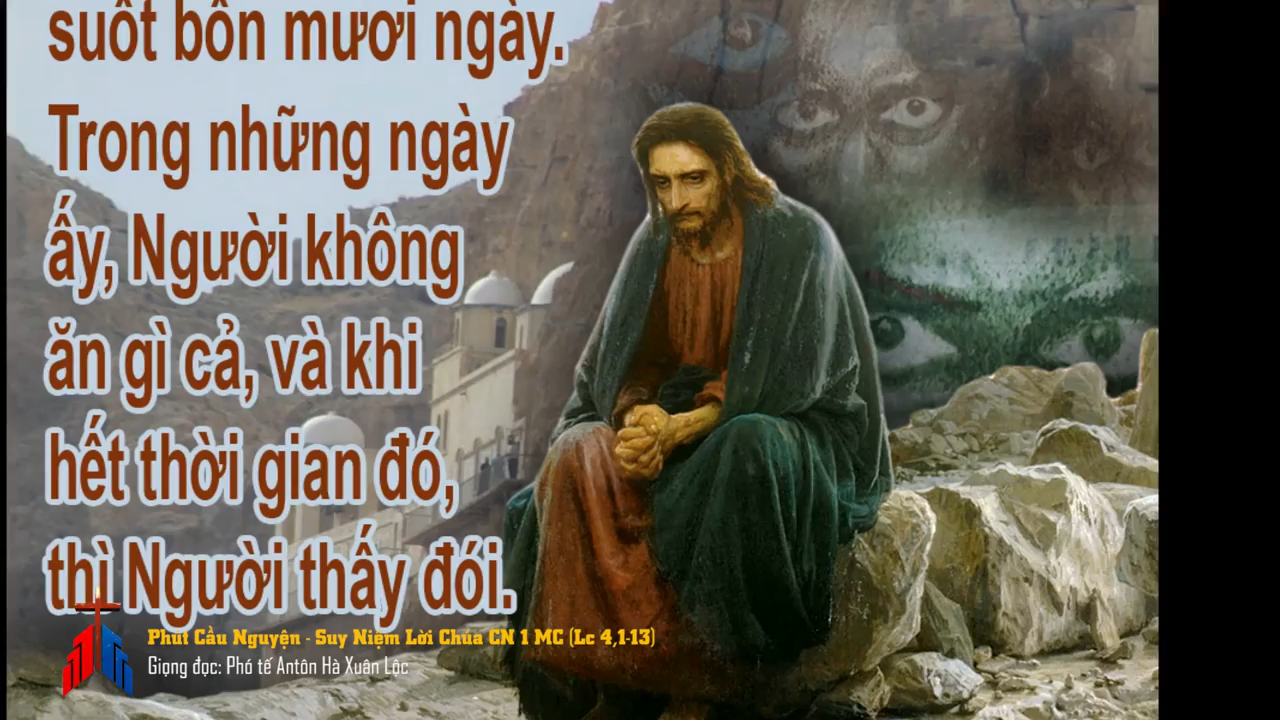 suốt bốn mươi ngày.
Trong những ngày
ấy, Người không
ăn gì cả, và khi
hết thời gian đó,
thì Người thấy đói.
Phút Cầu Nguyện - Suy Niệm Lời Chúa CN 1 MC (Lc 4,1-13)
Giọng đọc: Phó tế Antôn Hà Xuân Lộc